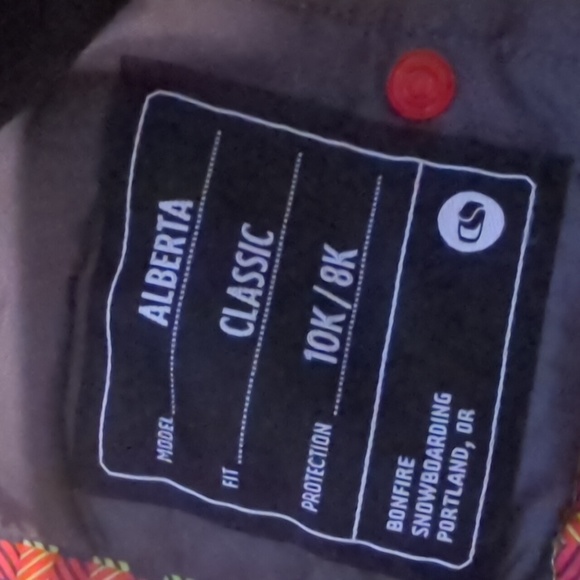 MODEL ALBERTA
FIT CLASSIC
PROTECTION 10K/8K
BONFIRE
SNOWBOARDING
PORTLAND, OR